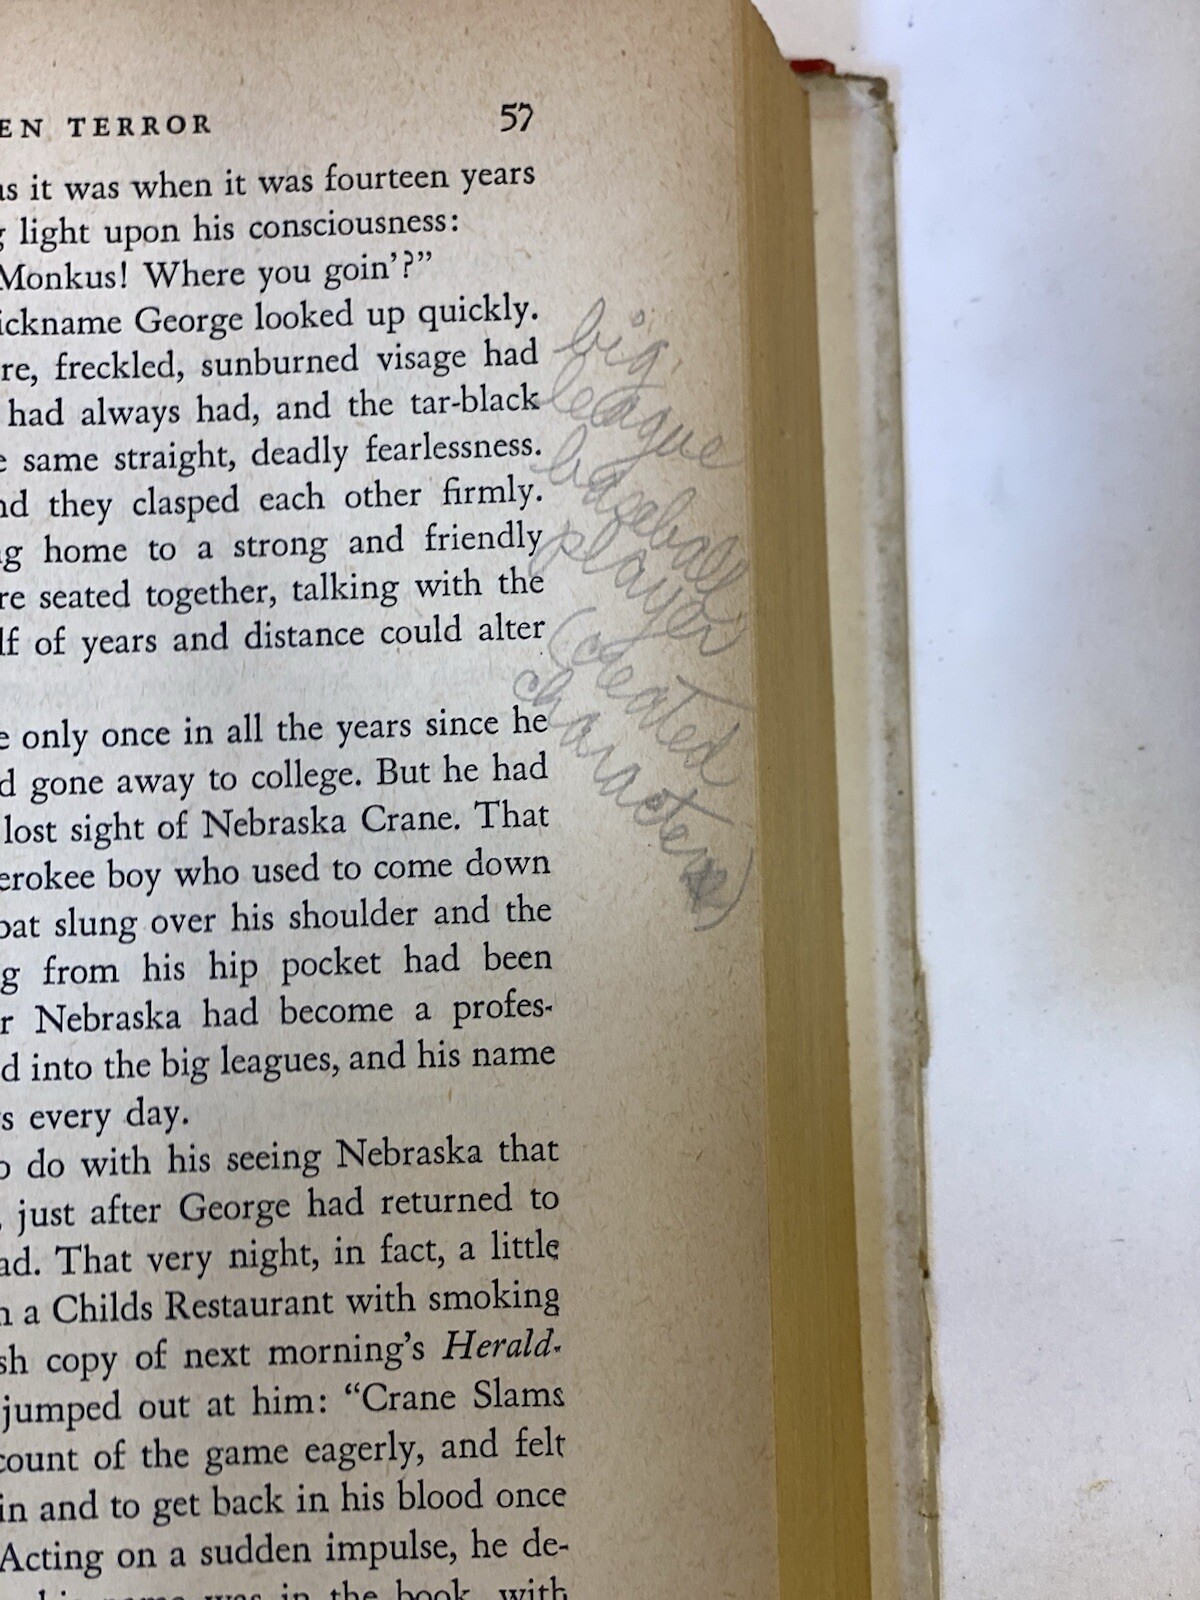 EN TERROR 57
as it was when it was fourteen years
g light upon his consciousness:
Monkus! Where you goin'?"
ickname George looked up quickly.
re, freckled, sunburned visage had
had always had, and the tar-black
e same straight, deadly fearlessness.
nd they clasped each other firmly.
ng home to a strong and friendly
re seated together, talking with the
lf of years and distance could alter
e only once in all the years since he
d gone away to college. But he had
lost sight of Nebraska Crane. That
erokee boy who used to come down
bat slung over his shoulder and the
g from his hip pocket had been
r Nebraska had become a profes-
d into the big leagues, and his name
s every day.
o do with his seeing Nebraska that
, just after George had returned to
ad. That very night, in fact, a little
n a Childs Restaurant with smoking
sh copy of next morning's Herald-
jumped out at him: "Crane Slams
count of the game eagerly, and felt
in and to get back in his blood once
Acting on a sudden impulse, he de-
his name was in the book, with
big
league
baseball
player
(created
character)